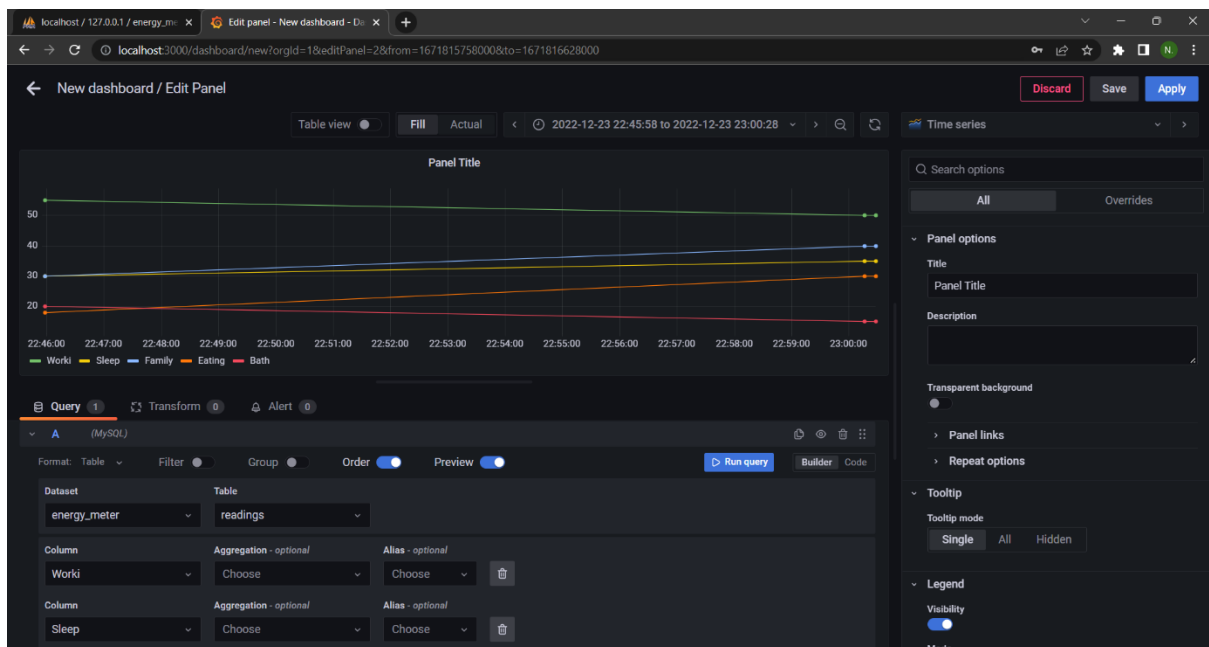 localhost / 127.0.0.1 / energy_me
Edit panel - New dashboard - Da
localhost:3000/dashboard/new?orgId=1&editPanel=2&from=1671815758000&to=1671816628000
N.
New dashboard / Edit Panel
Discard Save Apply
Table view Fill Actual 2022-12-23 22:45:58 to 2022-12-23 23:00:28 Time series
Panel Title
50
40
30
20
22:46:00 22:47:00 22:48:00 22:49:00 22:50:00 22:51:00 22:52:00 22:53:00 22:54:00 22:55:00 22:56:00 22:57:00 22:58:00 22:59:00 23:00:00
Worki Sleep Family Eating Bath
Query 1 Transform 0 Alert 0
A (MySQL)
Format: Table Filter Group Order Preview Run query Builder Code
Dataset Table
energy_meter readings
Column Aggregation - optional Alias - optional
Worki Choose Choose
Column Aggregation - optional Alias - optional
Sleep Choose Choose
Search options
All Overrides
Panel options
Title
Panel Title
Description
Transparent background
Panel links
Repeat options
Tooltip
Tooltip mode
Single All Hidden
Legend
Visibility